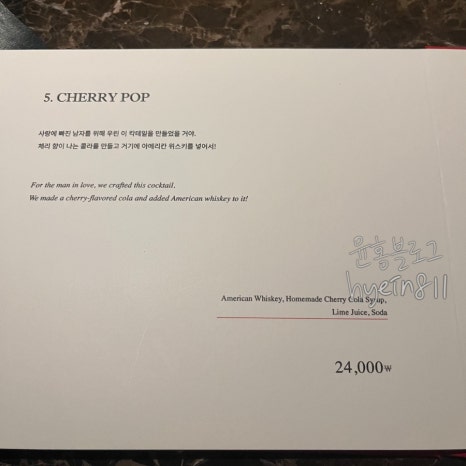 5. CHERRY POP
사랑에 빠진 남자를 위해 우린 이 칵테일을 만들었을 거야.
체리 향이 나는 콜라를 만들고 거기에 아메리칸 위스키를 넣어서!
For the man in love, we crafted this cocktail.
We made a cherry-flavored cola and added American whiskey to it!
윤홍블로그
hyern811
American Whiskey, Homemade Cherry Cola Syrup,
Lime Juice, Soda
24,000₩